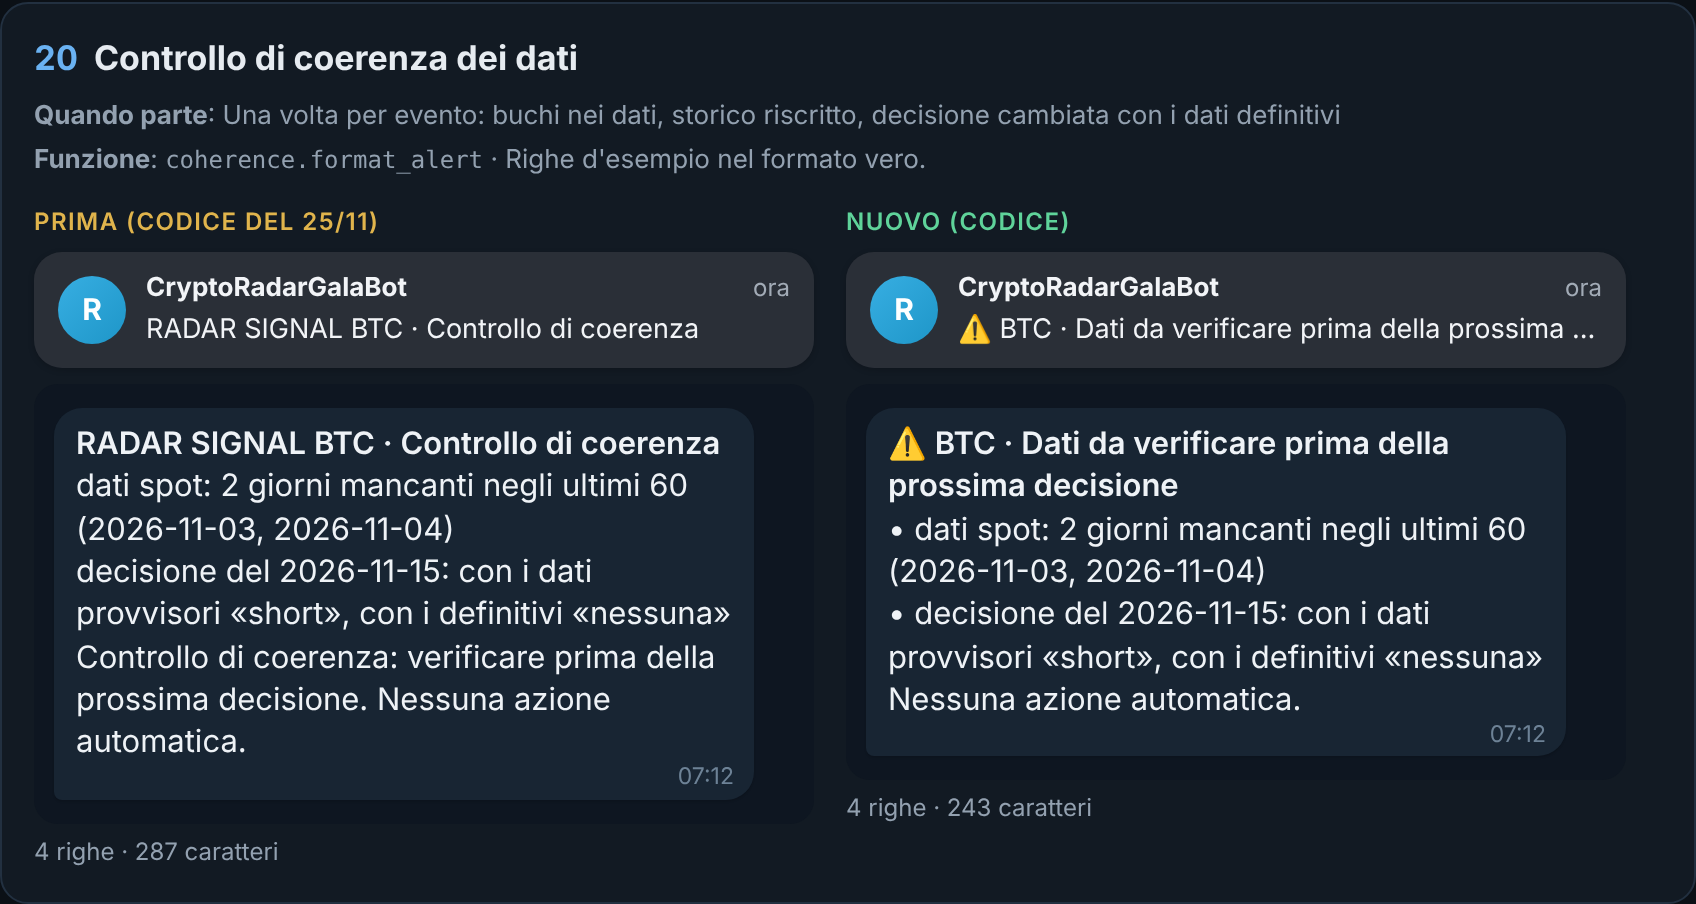 20 Controllo di coerenza dei dati
Quando parte: Una volta per evento: buchi nei dati, storico riscritto, decisione cambiata con i dati definitivi
Funzione: coherence.format_alert · Righe d'esempio nel formato vero.
PRIMA (CODICE DEL 25/11)
R
CryptoRadarGalaBot
ora
RADAR SIGNAL BTC · Controllo di coerenza
RADAR SIGNAL BTC · Controllo di coerenza
dati spot: 2 giorni mancanti negli ultimi 60
(2026-11-03, 2026-11-04)
decisione del 2026-11-15: con i dati
provvisori «short», con i definitivi «nessuna»
Controllo di coerenza: verificare prima della
prossima decisione. Nessuna azione
automatica.
07:12
4 righe · 287 caratteri
NUOVO (CODICE)
R
CryptoRadarGalaBot
ora
⚠️ BTC · Dati da verificare prima della prossima ...
⚠️ BTC · Dati da verificare prima della
prossima decisione
• dati spot: 2 giorni mancanti negli ultimi 60
(2026-11-03, 2026-11-04)
• decisione del 2026-11-15: con i dati
provvisori «short», con i definitivi «nessuna»
Nessuna azione automatica.
07:12
4 righe · 243 caratteri